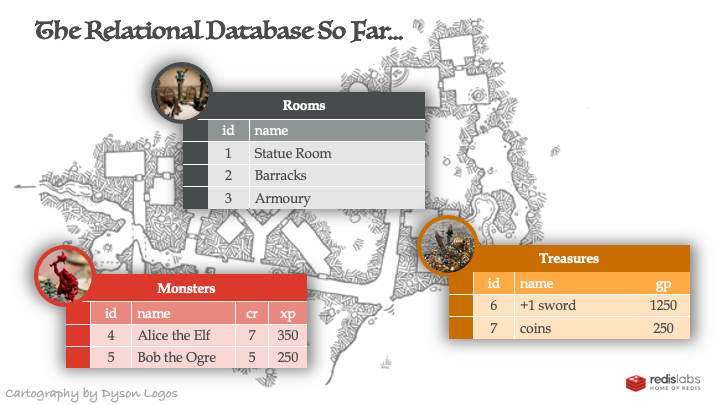 The Relational Database So Far...
Rooms
id name
1 Statue Room
2 Barracks
3 Armoury
Monsters
id name cr xp
4 Alice the Elf 7 350
5 Bob the Ogre 5 250
Treasures
id name gp
6 +1 sword 1250
7 coins 250
Cartography by Dyson Logos
redislabs
HOME OF REDIS